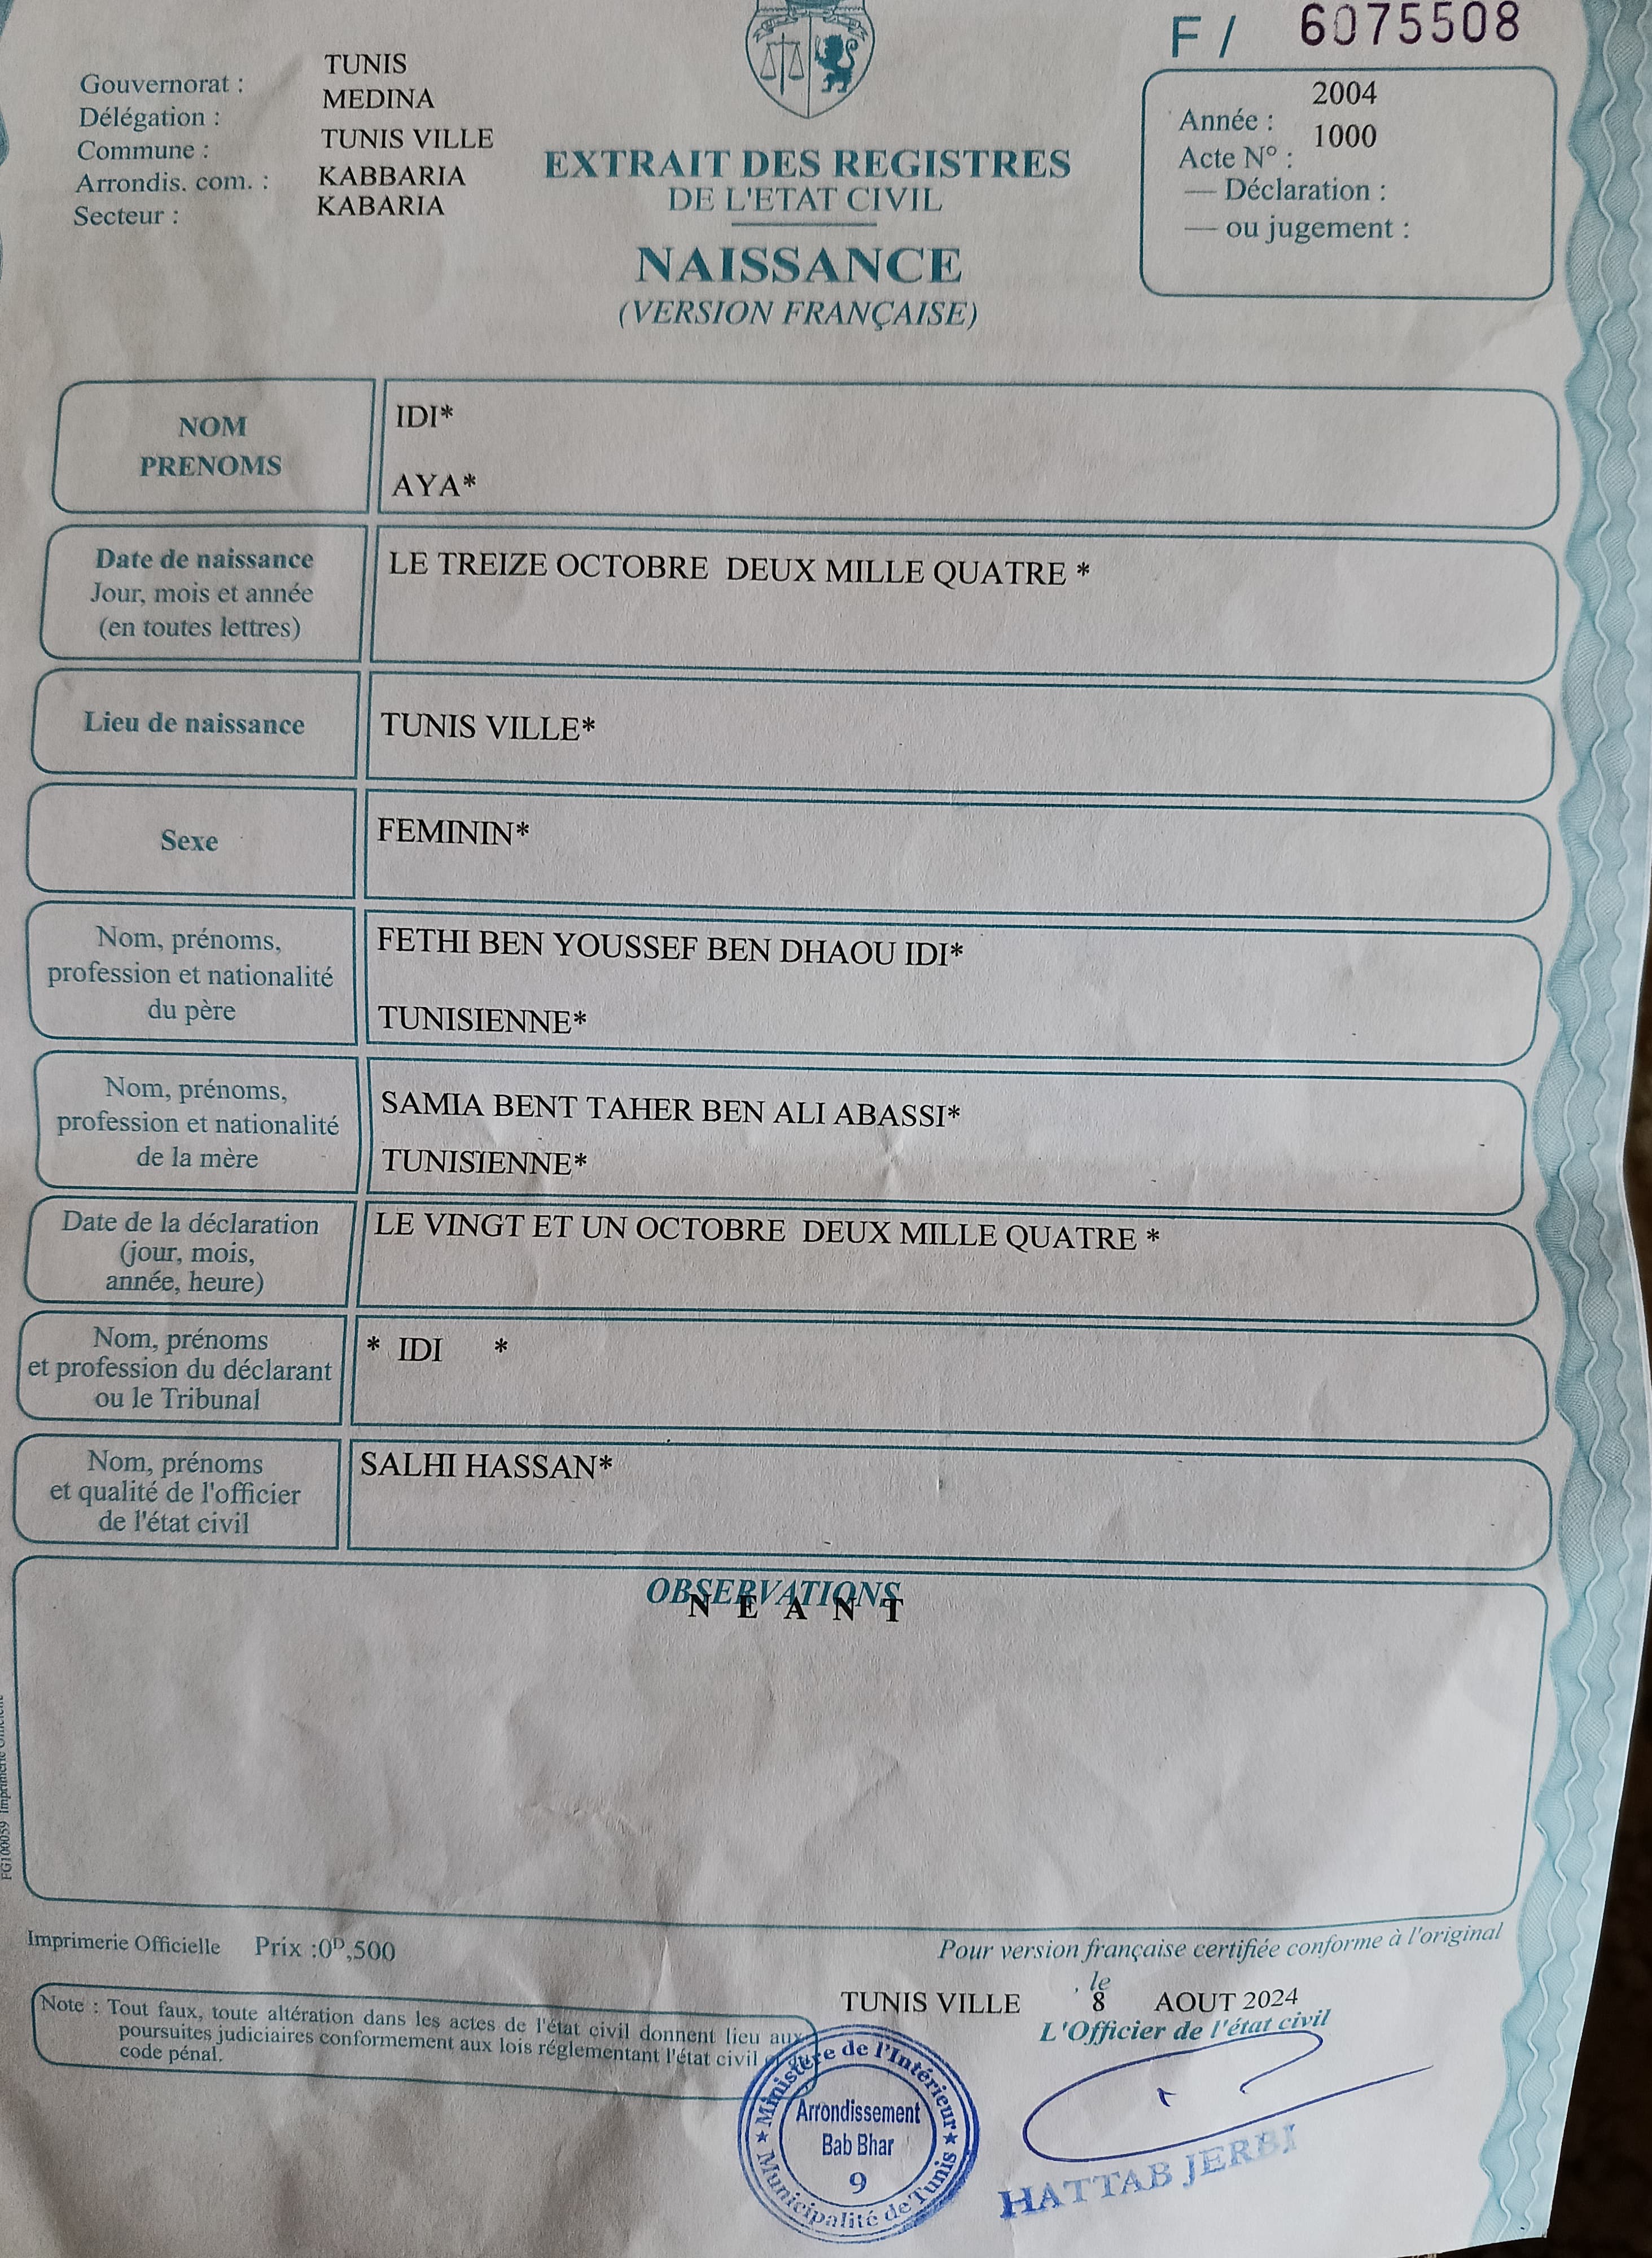 F / 6075508
Gouvernorat : TUNIS
Délégation : MEDINA
Commune : TUNIS VILLE
Arrondis. com. : KABBARIA
Secteur : KABARIA
EXTRAIT DES REGISTRES
DE L'ETAT CIVIL
NAISSANCE
(VERSION FRANÇAISE)
Année : 2004
Acte N° : 1000
— Déclaration :
— ou jugement :
NOM
PRENOMS
IDI*
AYA*
Date de naissance
Jour, mois et année
(en toutes lettres)
LE TREIZE OCTOBRE DEUX MILLE QUATRE *
Lieu de naissance
TUNIS VILLE*
Sexe
FEMININ*
Nom, prénoms,
profession et nationalité
du père
FETHI BEN YOUSSEF BEN DHAOU IDI*
TUNISIENNE*
Nom, prénoms,
profession et nationalité
de la mère
SAMIA BENT TAHER BEN ALI ABASSI*
TUNISIENNE*
Date de la déclaration
(jour, mois,
année, heure)
LE VINGT ET UN OCTOBRE DEUX MILLE QUATRE *
Nom, prénoms
et profession du déclarant
ou le Tribunal
* IDI *
Nom, prénoms
et qualité de l'officier
de l'état civil
SALHI HASSAN*
OBSERVATIONS
N E A N T
FG100059 Imprimerie Officielle
Imprimerie Officielle Prix :0D,500
Pour version française certifiée conforme à l'original
le
TUNIS VILLE 8 AOUT 2024
L'Officier de l'état civil
Note : Tout faux, toute altération dans les actes de l'état civil donnent lieu aux
poursuites judiciaires conformement aux lois réglementant l'état civil
code pénal.
Ministère de l'Intérieur
Arrondissement
Bab Bhar
9
Municipalité de Tunis
HATTAB JERBI